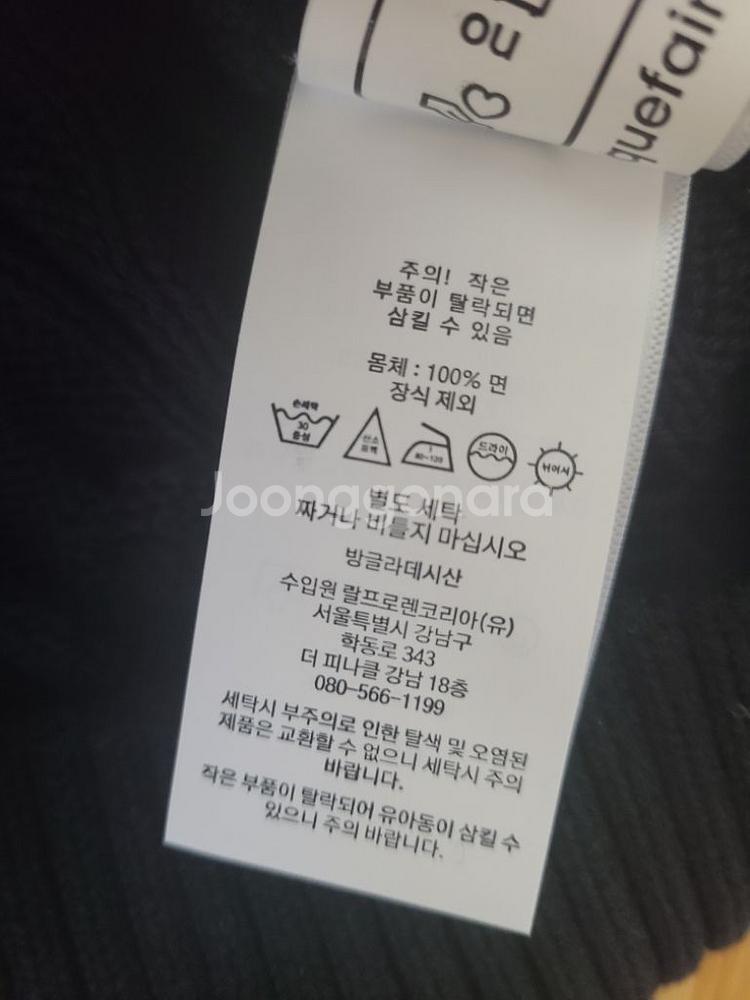 quefair
주의! 작은
부품이 탈락되면
삼킬 수 있음
몸체 : 100% 면
장식 제외
손세탁
30
중성
산소
표백
80~120
드라이
뉘어서
별도 세탁
짜거나 비틀지 마십시오
Joonggonara
방글라데시산
수입원 랄프로렌코리아(유)
서울특별시 강남구
학동로 343
더 피나클 강남 18층
080-566-1199
세탁시 부주의로 인한 탈색 및 오염된
제품은 교환할 수 없으니 세탁시 주의
바랍니다.
작은 부품이 탈락되어 유아동이 삼킬 수
있으니 주의 바랍니다.